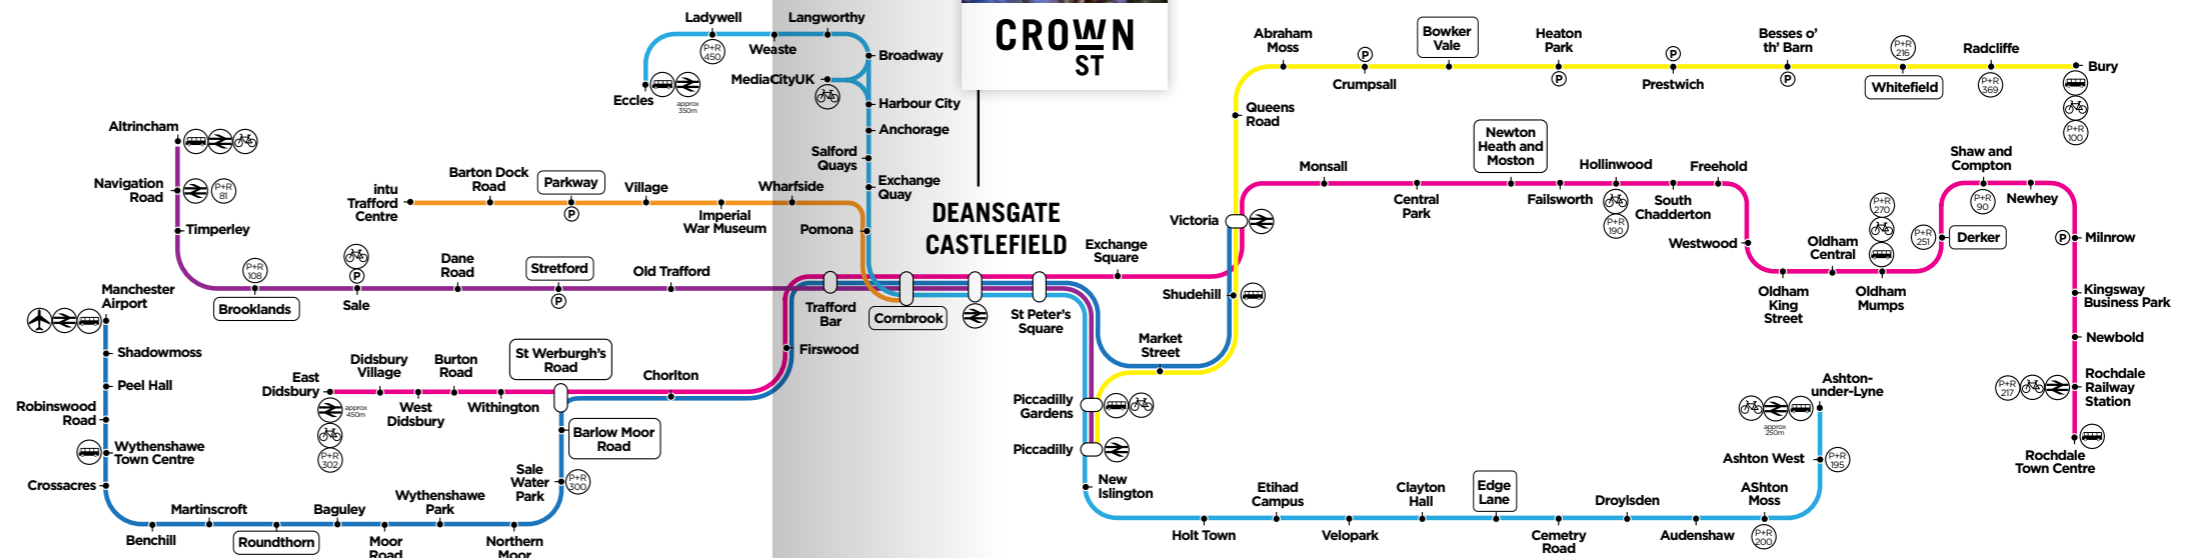 CROWN
ST
DEANSGATE
CASTLEFIELD
Ladywell
P+R
450
Weaste
Langworthy
Broadway
MediaCityUK
Eccles
approx
350m
Harbour City
Anchorage
Salford
Quays
Exchange
Quay
Pomona
Altrincham
Navigation
Road
P+R
81
Timperley
P+R
108
Brooklands
P
Sale
Dane
Road
Stretford
P
Old Trafford
intu
Trafford
Centre
Barton Dock
Road
Parkway
P
Village
Imperial
War Museum
Wharfside
Manchester
Airport
Shadowmoss
Peel Hall
Robinswood
Road
Wythenshawe
Town Centre
Crossacres
Benchill
Martinscroft
Roundthorn
Baguley
Moor
Road
Wythenshawe
Park
Northern
Moor
Sale
Water
Park
P+R
300
Barlow Moor
Road
St Werburgh's
Road
East
Didsbury
approx
450m
P+R
302
Didsbury
Village
West
Didsbury
Burton
Road
Withington
Chorlton
Firswood
Trafford
Bar
Cornbrook
St Peter's
Square
Exchange
Square
Victoria
Shudehill
Market
Street
Piccadilly
Gardens
Piccadilly
New
Islington
Holt Town
Etihad
Campus
Velopark
Clayton
Hall
Edge
Lane
Cemetry
Road
Droylsden
Audenshaw
AShton
Moss
P+R
200
Ashton West
P+R
195
Ashton-
under-Lyne
approx
250m
Queens
Road
Abraham
Moss
P
Crumpsall
Bowker
Vale
Heaton
Park
P
P
Prestwich
Besses o'
th' Barn
P
P+R
216
Whitefield
Radcliffe
P+R
369
Bury
P+R
100
Monsall
Central
Park
Newton
Heath and
Moston
Failsworth
Hollinwood
P+R
190
South
Chadderton
Freehold
Westwood
Oldham
King
Street
Oldham
Central
P+R
270
Oldham
Mumps
P+R
251
Derker
Shaw and
Compton
P+R
90
Newhey
P
Milnrow
Kingsway
Business Park
Newbold
P+R
217
Rochdale
Railway
Station
Rochdale
Town Centre